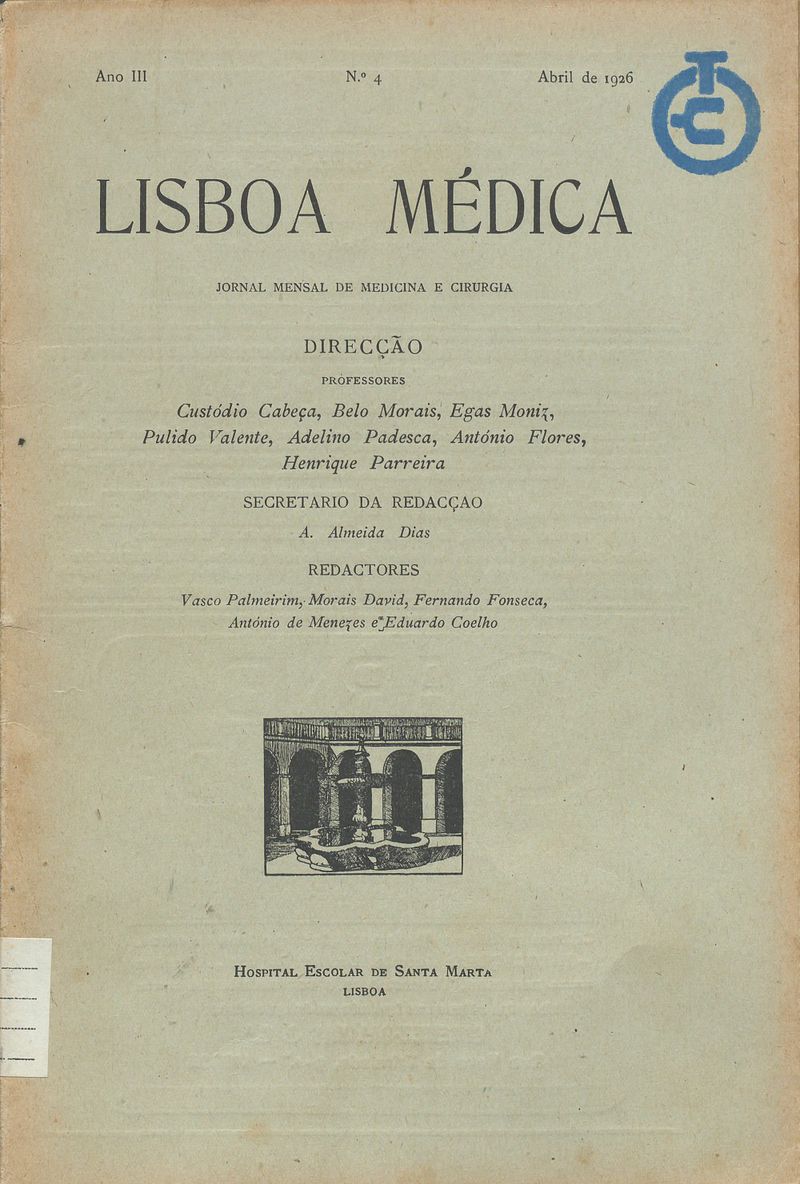 Ano III N.º 4 Abril de 1926
TC
LISBOA MÉDICA
JORNAL MENSAL DE MEDICINA E CIRURGIA
DIRECÇÃO
PROFESSORES
Custódio Cabeça, Belo Morais, Egas Moniz,
Pulido Valente, Adelino Padesca, António Flores,
Henrique Parreira
SECRETARIO DA REDACÇAO
A. Almeida Dias
REDACTORES
Vasco Palmeirim, Morais David, Fernando Fonseca,
António de Menezes e Eduardo Coelho
HOSPITAL ESCOLAR DE SANTA MARTA
LISBOA